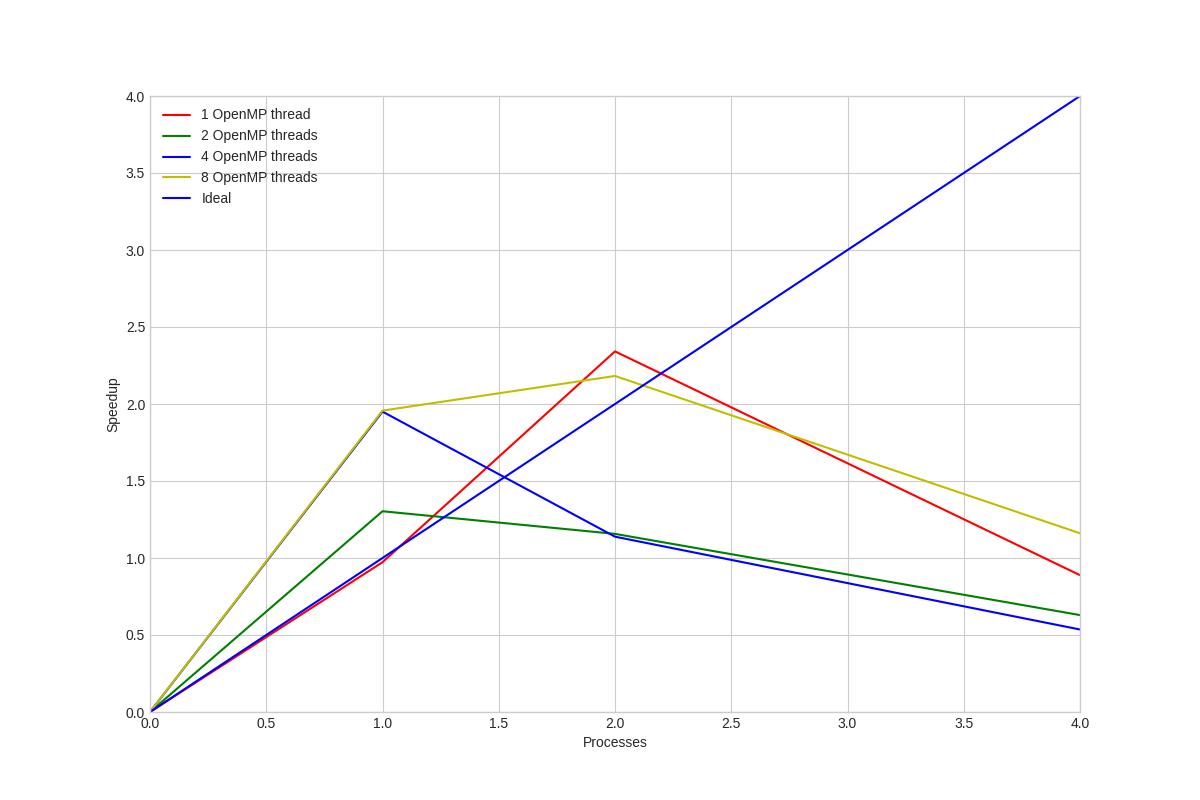 4.0
1 OpenMP thread
2 OpenMP threads
4 OpenMP threads
3.5
8 OpenMP threads
Ideal
3.0
2.5
2.0
Speedup
1.5
1.0
0.5
0.0
0.0 0.5 1.0 1.5 2.0 2.5 3.0 3.5 4.0
Processes